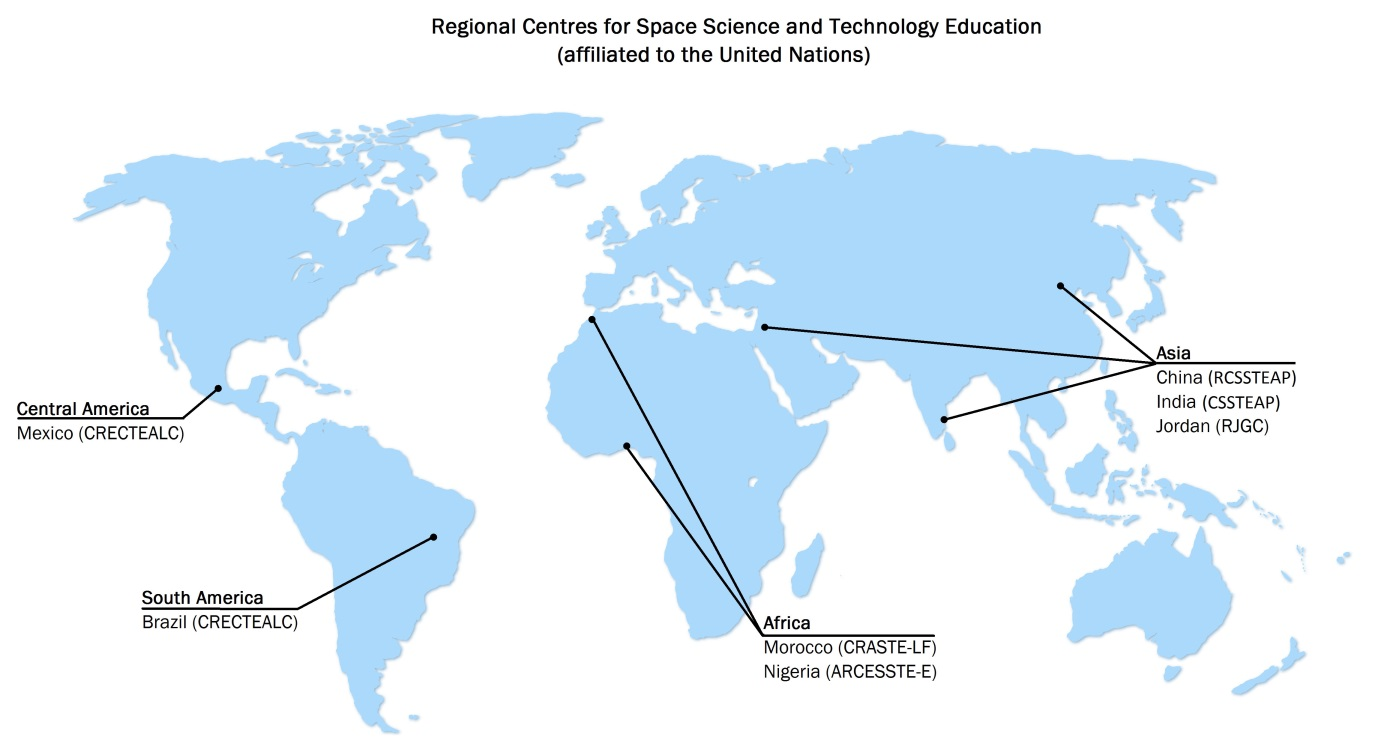 Regional Centres for Space Science and Technology Education
(affiliated to the United Nations)
Asia
China (RCSSTEAP)
India (CSSTEAP)
Jordan (RJGC)
Central America
Mexico (CRECTEALC)
South America
Brazil (CRECTEALC)
Africa
Morocco (CRASTE-LF)
Nigeria (ARCESSTE-E)